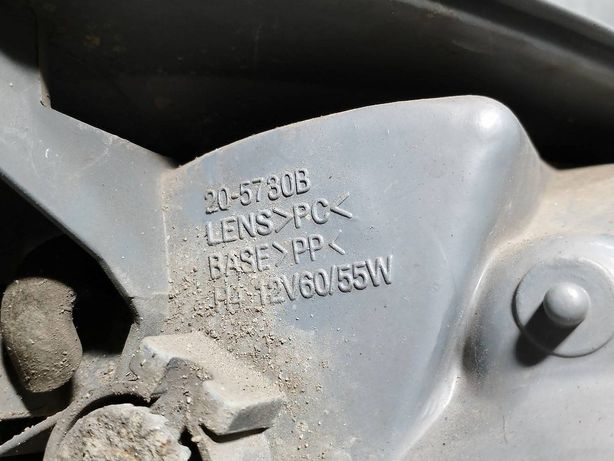 20-5730B
LENS>PC<
BASE>PP<
H4 12V60/55W